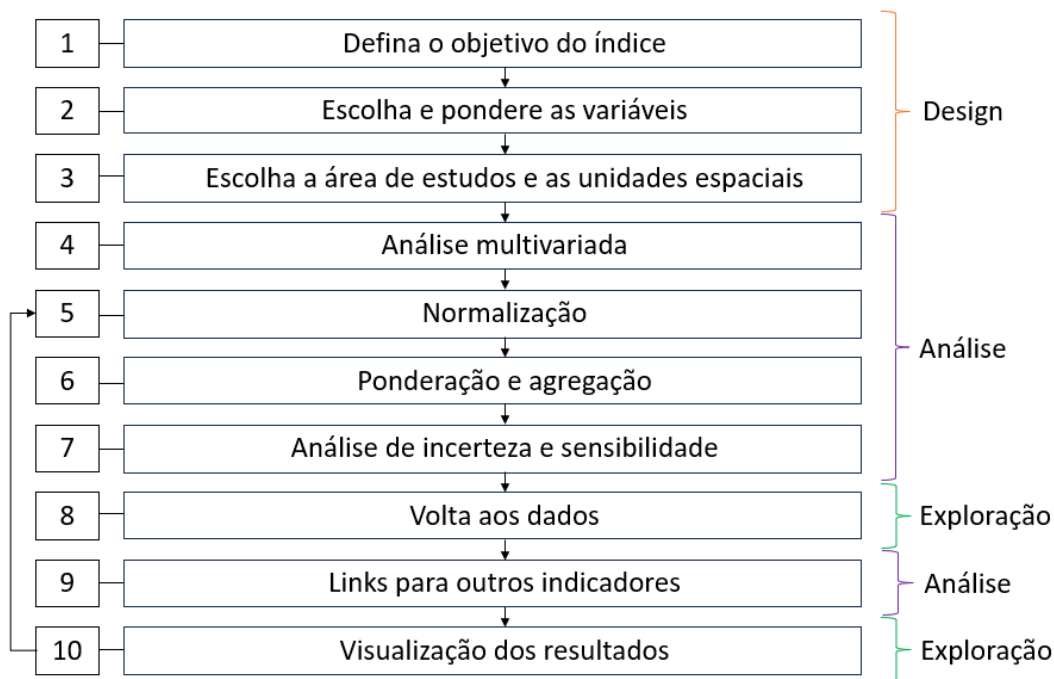 1 Defina o objetivo do índice
2 Escolha e pondere as variáveis
Design
3 Escolha a área de estudos e as unidades espaciais
4 Análise multivariada
5 Normalização
Análise
6 Ponderação e agregação
7 Análise de incerteza e sensibilidade
8 Volta aos dados
Exploração
9 Links para outros indicadores
Análise
10 Visualização dos resultados
Exploração